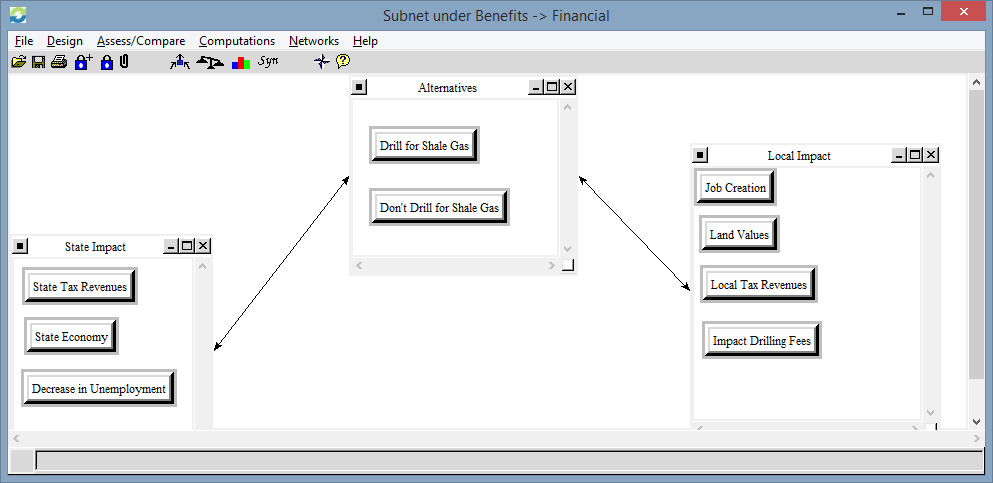 Subnet under Benefits -> Financial
File Design Assess/Compare Computations Networks Help
Syn
Alternatives
Drill for Shale Gas
Don't Drill for Shale Gas
Local Impact
Job Creation
Land Values
Local Tax Revenues
Impact Drilling Fees
State Impact
State Tax Revenues
State Economy
Decrease in Unemployment